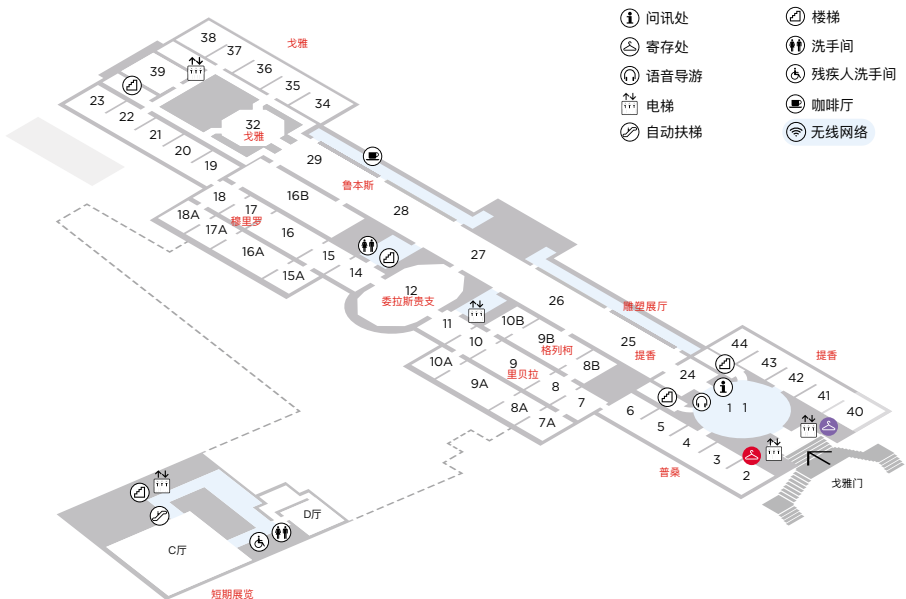 问讯处
寄存处
语音导游
电梯
自动扶梯
楼梯
洗手间
残疾人洗手间
咖啡厅
无线网络
38
37
戈雅
36
39
35
34
23
22
32
戈雅
21
20
19
29
鲁本斯
16B
28
18
17
18A
穆里罗
17A
16
16A
15
14
15A
27
12
委拉斯贵支
26
雕塑展厅
11
10B
10
9B
格列柯
25
提香
10A
9
里贝拉
8B
9A
8
7
8A
7A
24
44
提香
43
42
41
40
1 1
6
5
4
3
2
普桑
戈雅门
D厅
C厅
短期展览